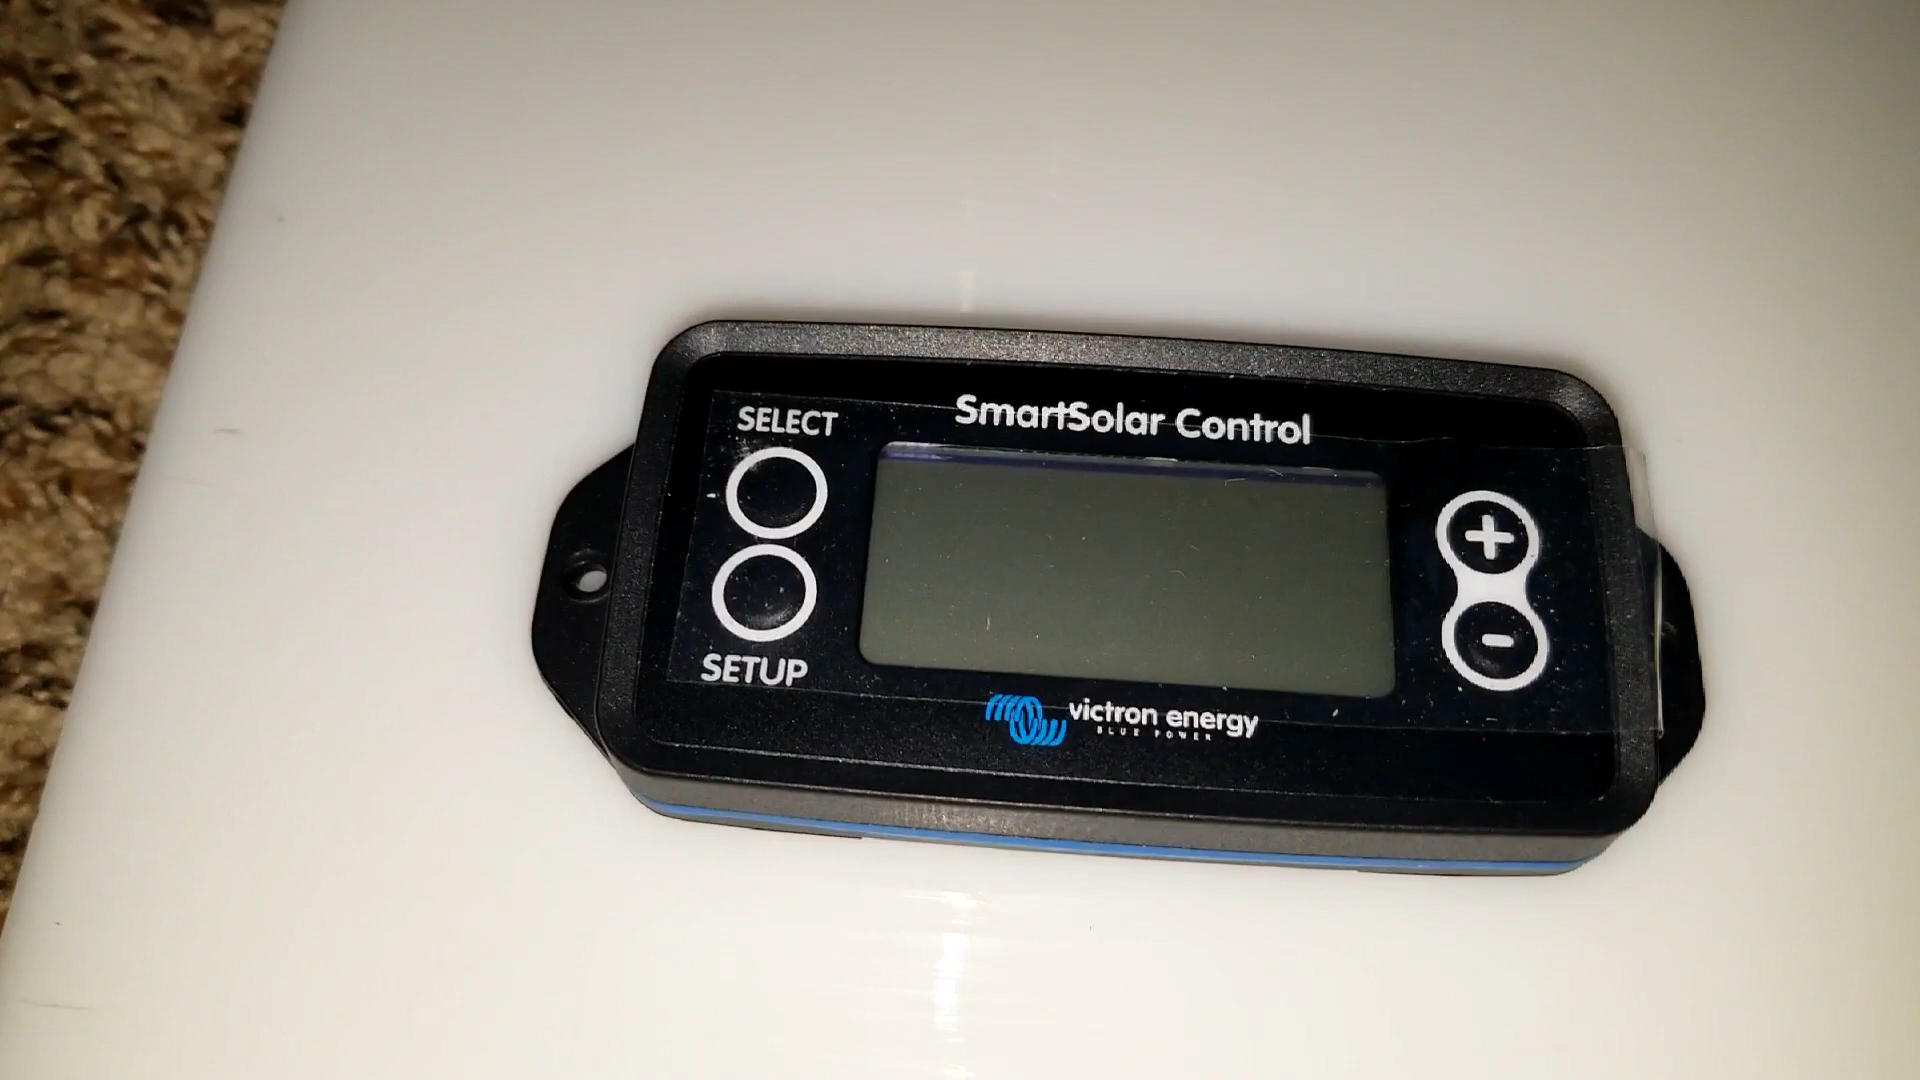 SmartSolar Control
SELECT
+
-
SETUP
victron energy
BLUE POWER